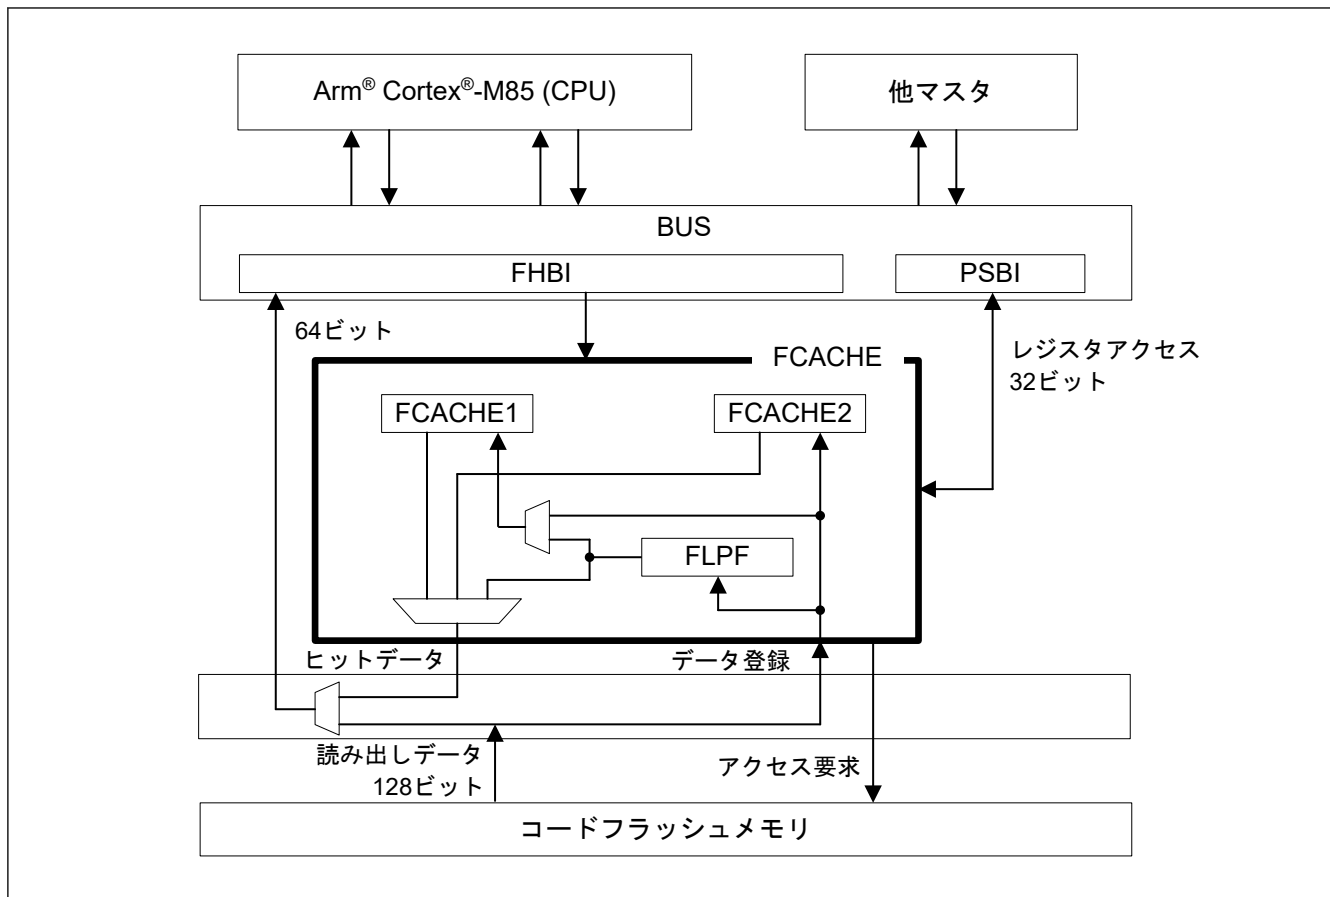 Arm® Cortex®-M85 (CPU)
他マスタ
BUS
FHBI
PSBI
64ビット
FCACHE
レジスタアクセス
32ビット
FCACHE1
FCACHE2
FLPF
ヒットデータ
データ登録
読み出しデータ
128ビット
アクセス要求
コードフラッシュメモリ